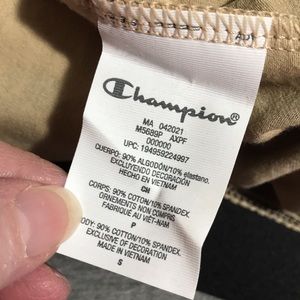 Champion
MA 042021
M5689P AXPF
000000
UPC: 194959224997
CUERPO: 90% ALGODÓN/10% elastano.
EXCLUYENDO DECORACIÓN
HECHO EN VIETNAM
CH
CORPS: 90% COTON/10% SPANDEX.
ORNEMENTS NON COMPRIS
FABRIQUÉ AU VIET-NAM
P
BODY: 90% COTTON/10% SPANDEX
EXCLUSIVE OF DECORATION
MADE IN VIETNAM
S